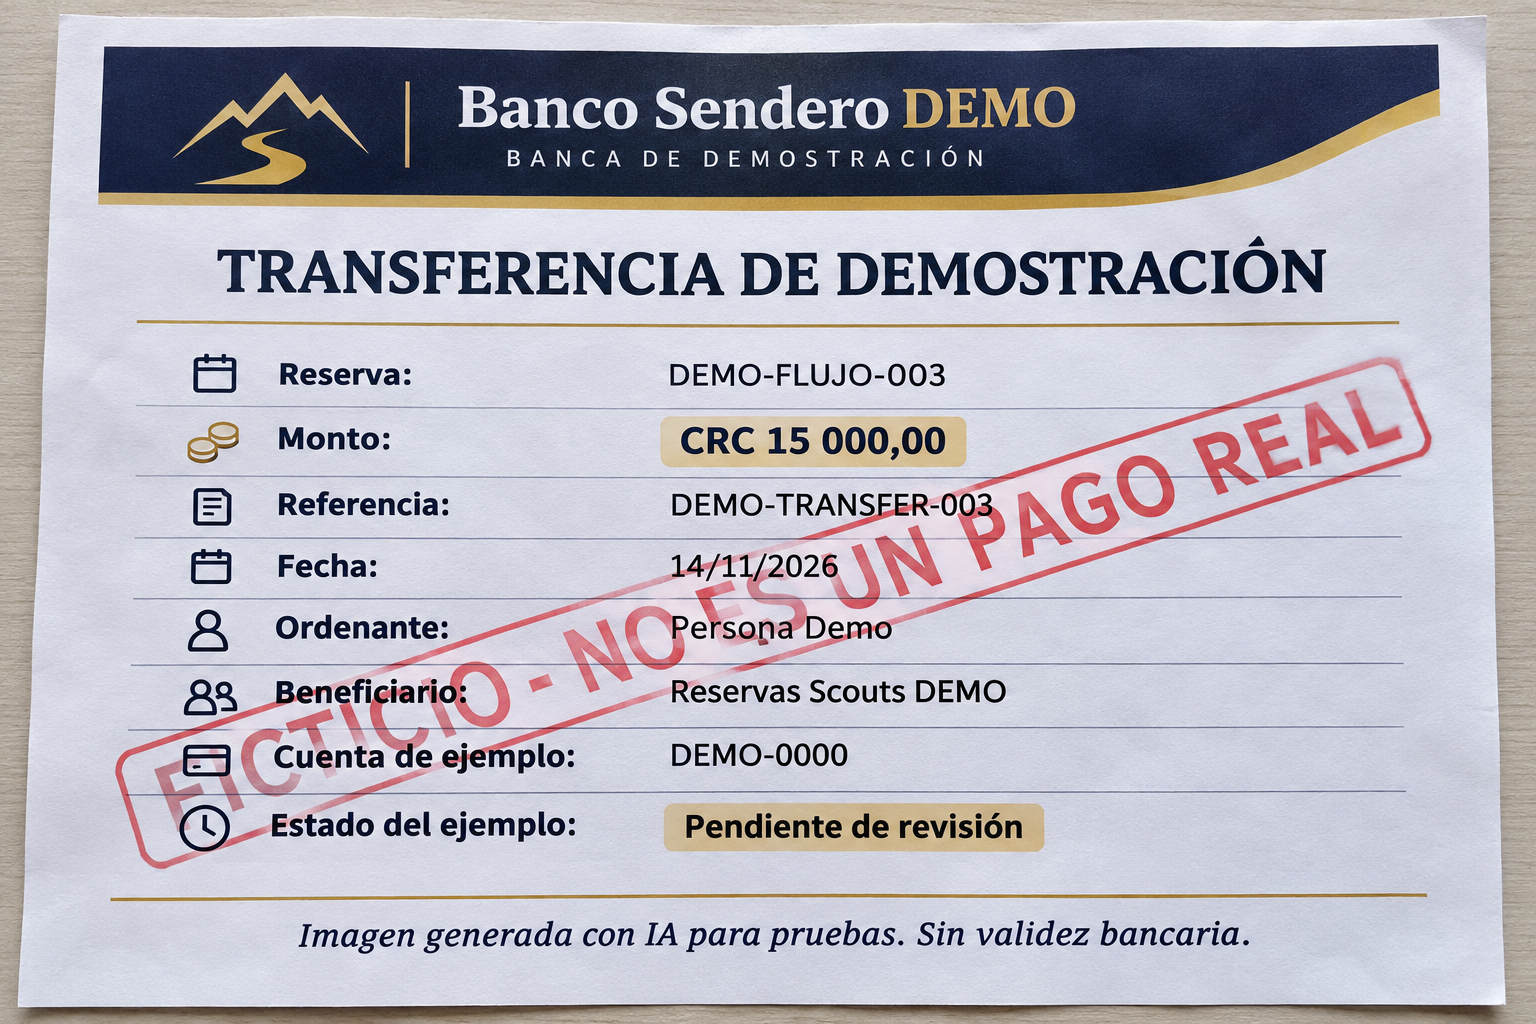 Banco Sendero DEMO
BANCA DE DEMOSTRACIÓN
TRANSFERENCIA DE DEMOSTRACIÓN
Reserva: DEMO-FLUJO-003
Monto: CRC 15 000,00
Referencia: DEMO-TRANSFER-003
Fecha: 14/11/2026
Ordenante: Persona Demo
Beneficiario: Reservas Scouts DEMO
Cuenta de ejemplo: DEMO-0000
Estado del ejemplo: Pendiente de revisión
FICTICIO - NO ES UN PAGO REAL
Imagen generada con IA para pruebas. Sin validez bancaria.